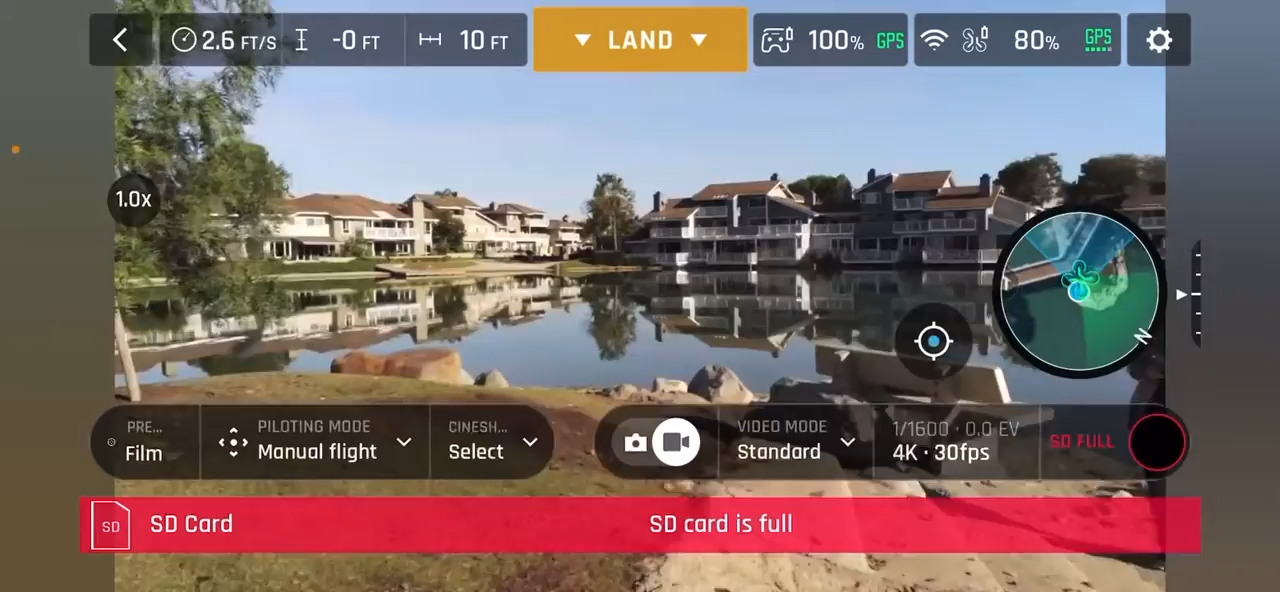 2.6 FT/S
-0 FT
10 FT
LAND
100% GPS
80% GPS
1.0x
N
PRE...
Film
PILOTING MODE
Manual flight
CINESH...
Select
VIDEO MODE
Standard
1/1600 · 0.0 EV
4K · 30fps
SD FULL
SD
SD Card
SD card is full